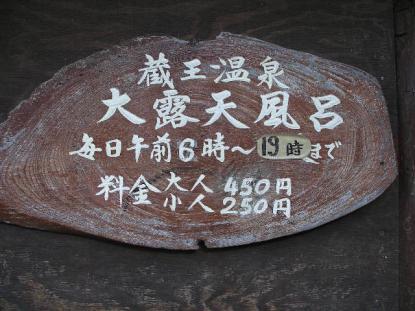 蔵王温泉
大露天風呂
毎日午前6時～19時まで
料金 大人 450円
小人 250円